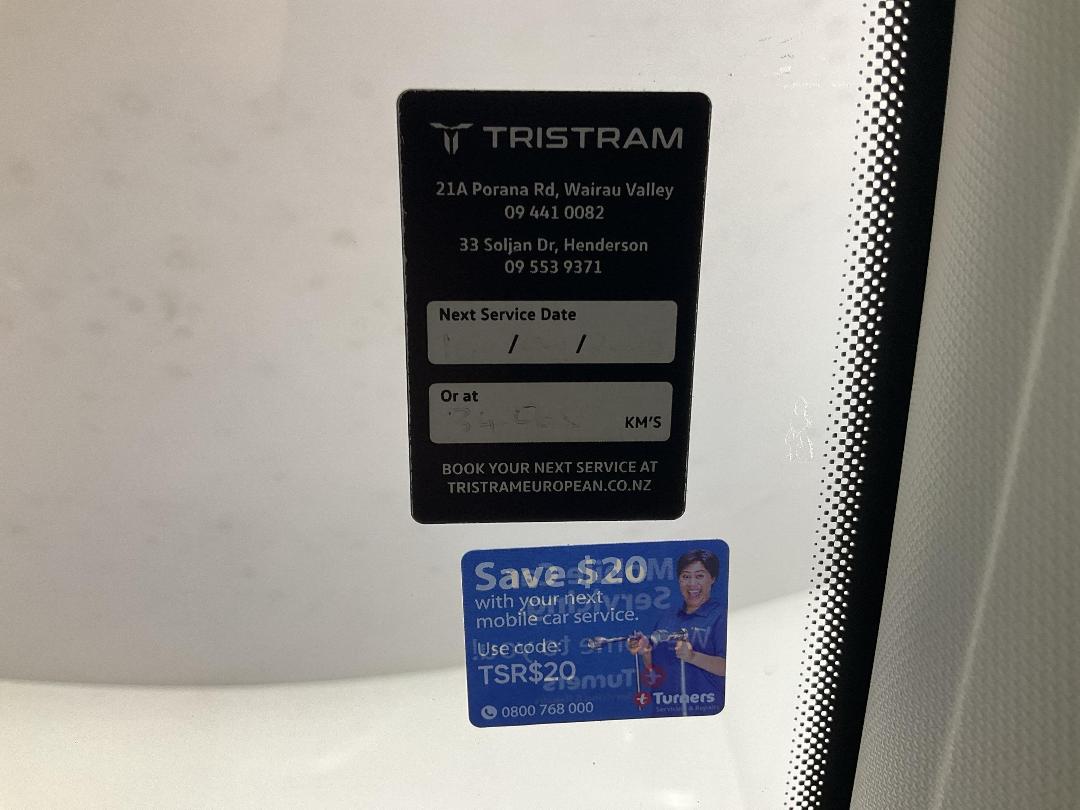 TRISTRAM
21A Porana Rd, Wairau Valley
09 441 0082
33 Soljan Dr, Henderson
09 553 9371
Next Service Date
/ /
Or at
KM'S
BOOK YOUR NEXT SERVICE AT
TRISTRAMEUROPEAN.CO.NZ
Save $20
with your next
mobile car service.
Use code:
TSR$20
0800 768 000
Turners
Servicing & Repairs